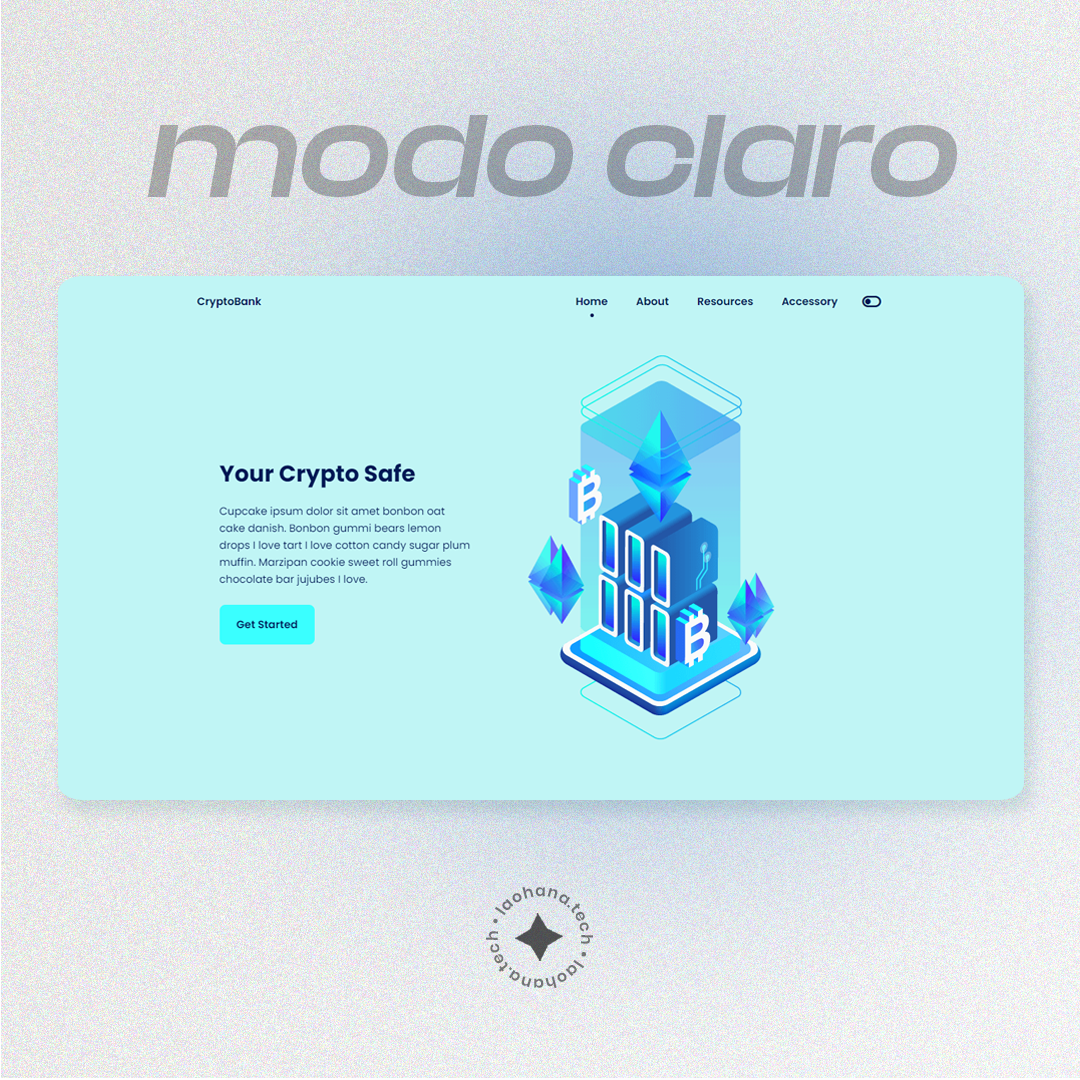 modo claro
CryptoBank
Home About Resources Accessory
Your Crypto Safe
Cupcake ipsum dolor sit amet bonbon oat
cake danish. Bonbon gummi bears lemon
drops I love tart I love cotton candy sugar plum
muffin. Marzipan cookie sweet roll gummies
chocolate bar jujubes I love.
Get Started
laohana.tech • laohana.tech •